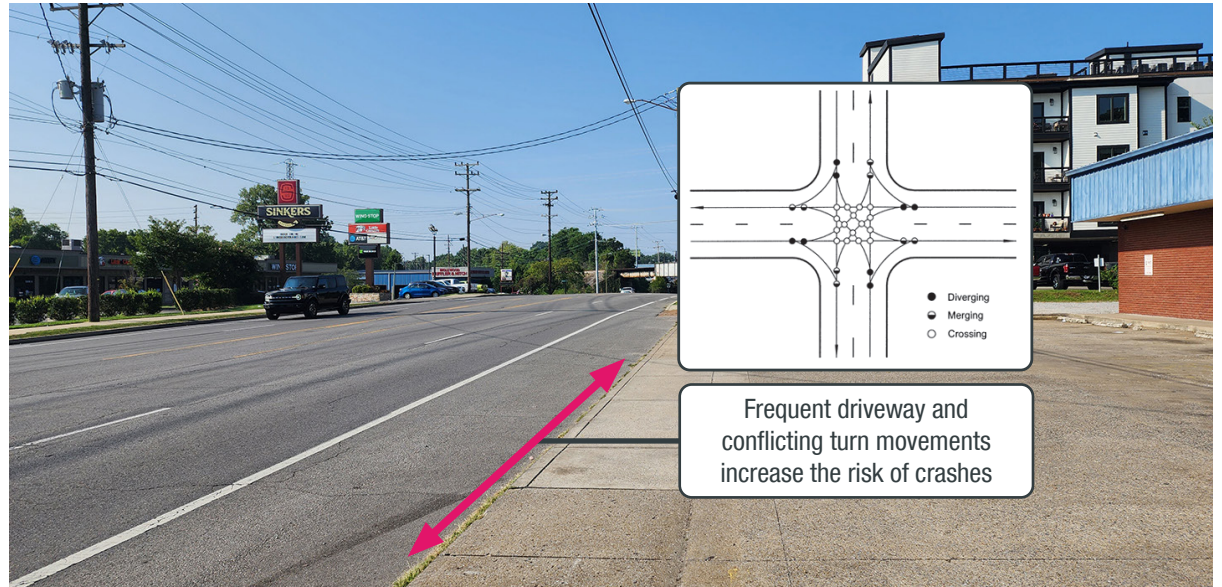 SINKERS
WING·STOP
AT&T
Diverging
Merging
Crossing
Frequent driveway and
conflicting turn movements
increase the risk of crashes